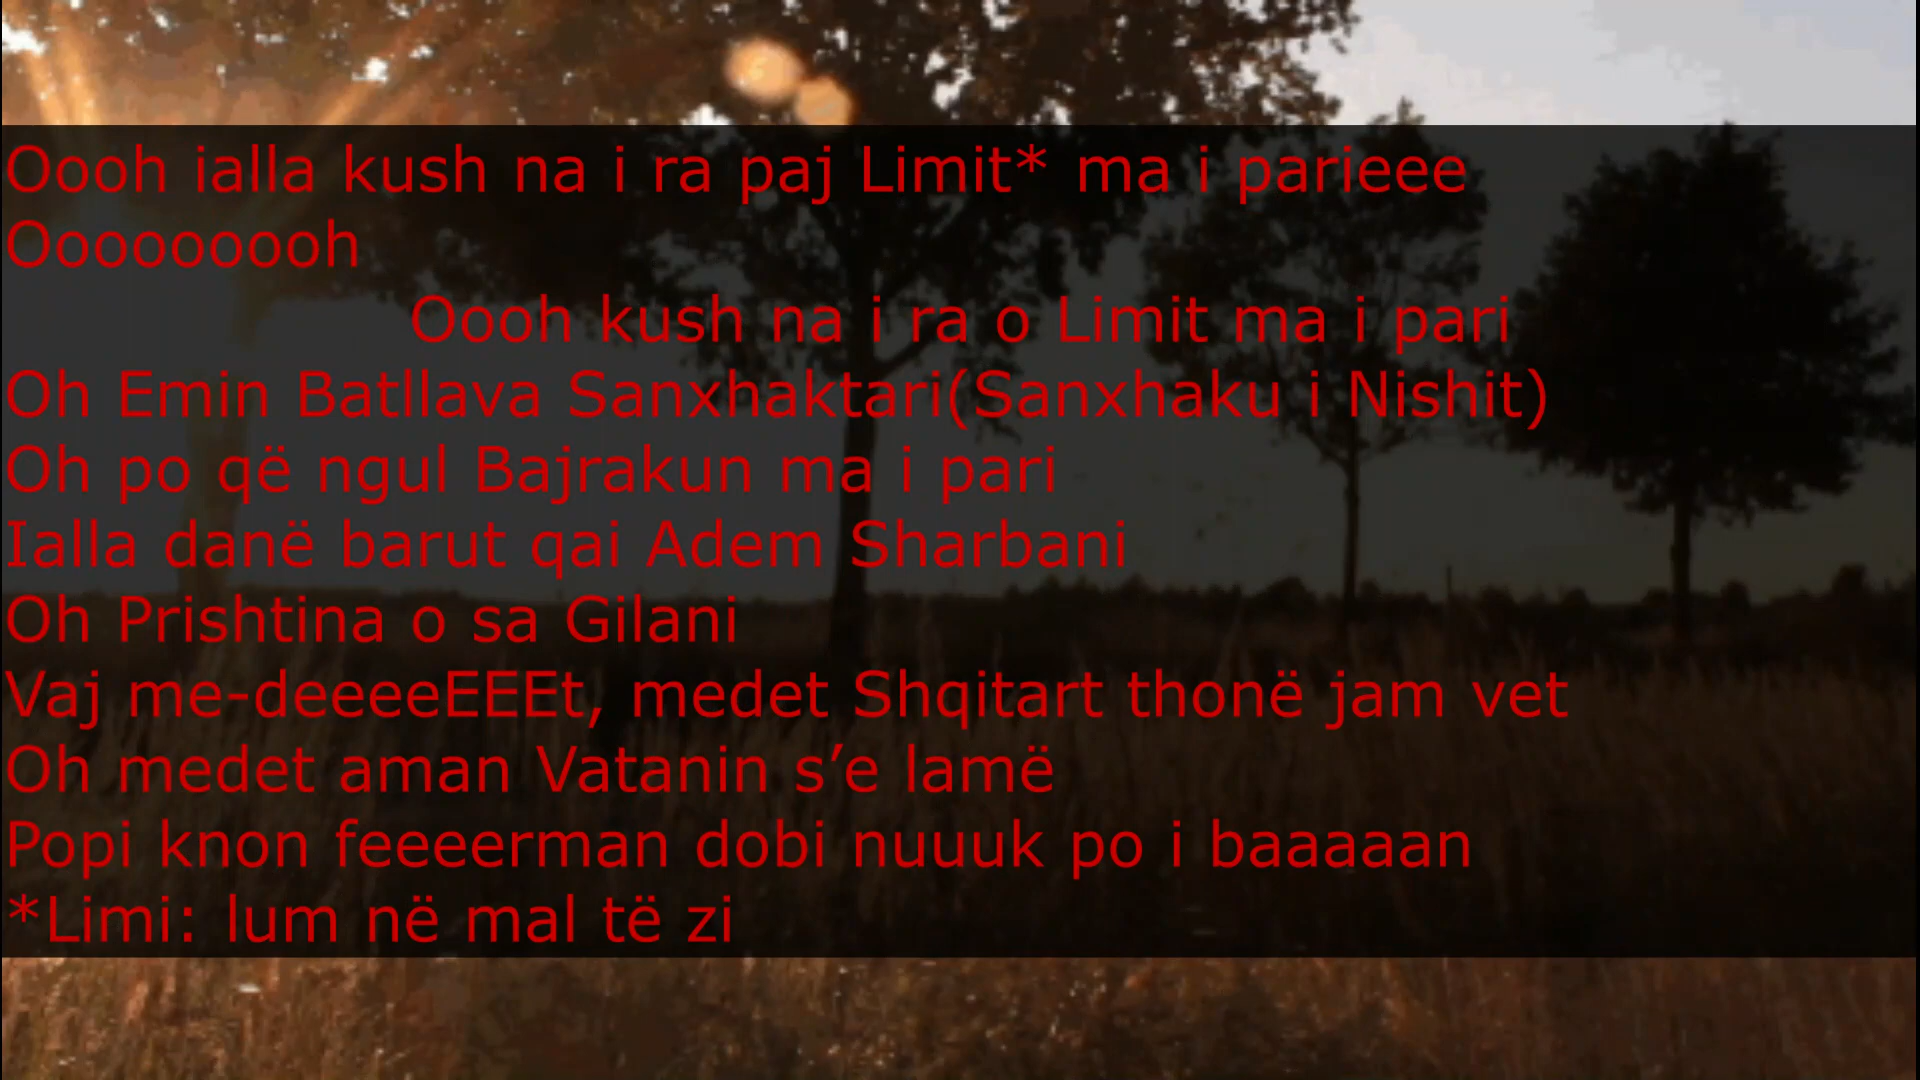 Oooh ialla kush na i ra paj Limit* ma i parieee
Ooooooooh
Oooh kush na i ra o Limit ma i pari
Oh Emin Batllava Sanxhaktari(Sanxhaku i Nishit)
Oh po që ngul Bajrakun ma i pari
Ialla danë barut qai Adem Sharbani
Oh Prishtina o sa Gilani
Vaj me-deeeeEEEt, medet Shqitart thonë jam vet
Oh medet aman Vatanin s’e lamë
Popi knon feeeerman dobi nuuuk po i baaaaan
*Limi: lum në mal të zi